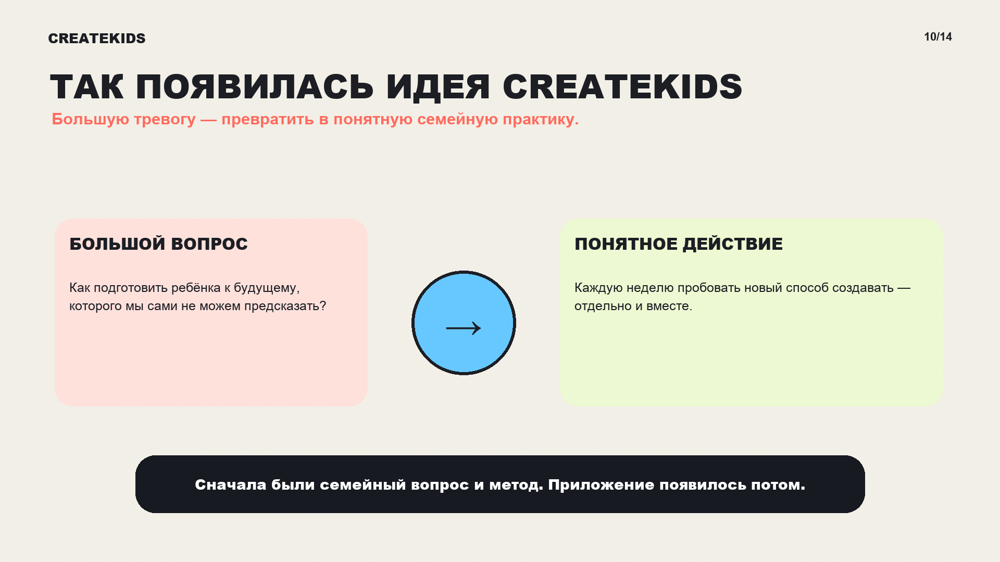 CREATEKIDS
10/14
ТАК ПОЯВИЛАСЬ ИДЕЯ CREATEKIDS
Большую тревогу — превратить в понятную семейную практику.
БОЛЬШОЙ ВОПРОС
Как подготовить ребёнка к будущему,
которого мы сами не можем предсказать?
→
ПОНЯТНОЕ ДЕЙСТВИЕ
Каждую неделю пробовать новый способ создавать —
отдельно и вместе.
Сначала были семейный вопрос и метод. Приложение появилось потом.